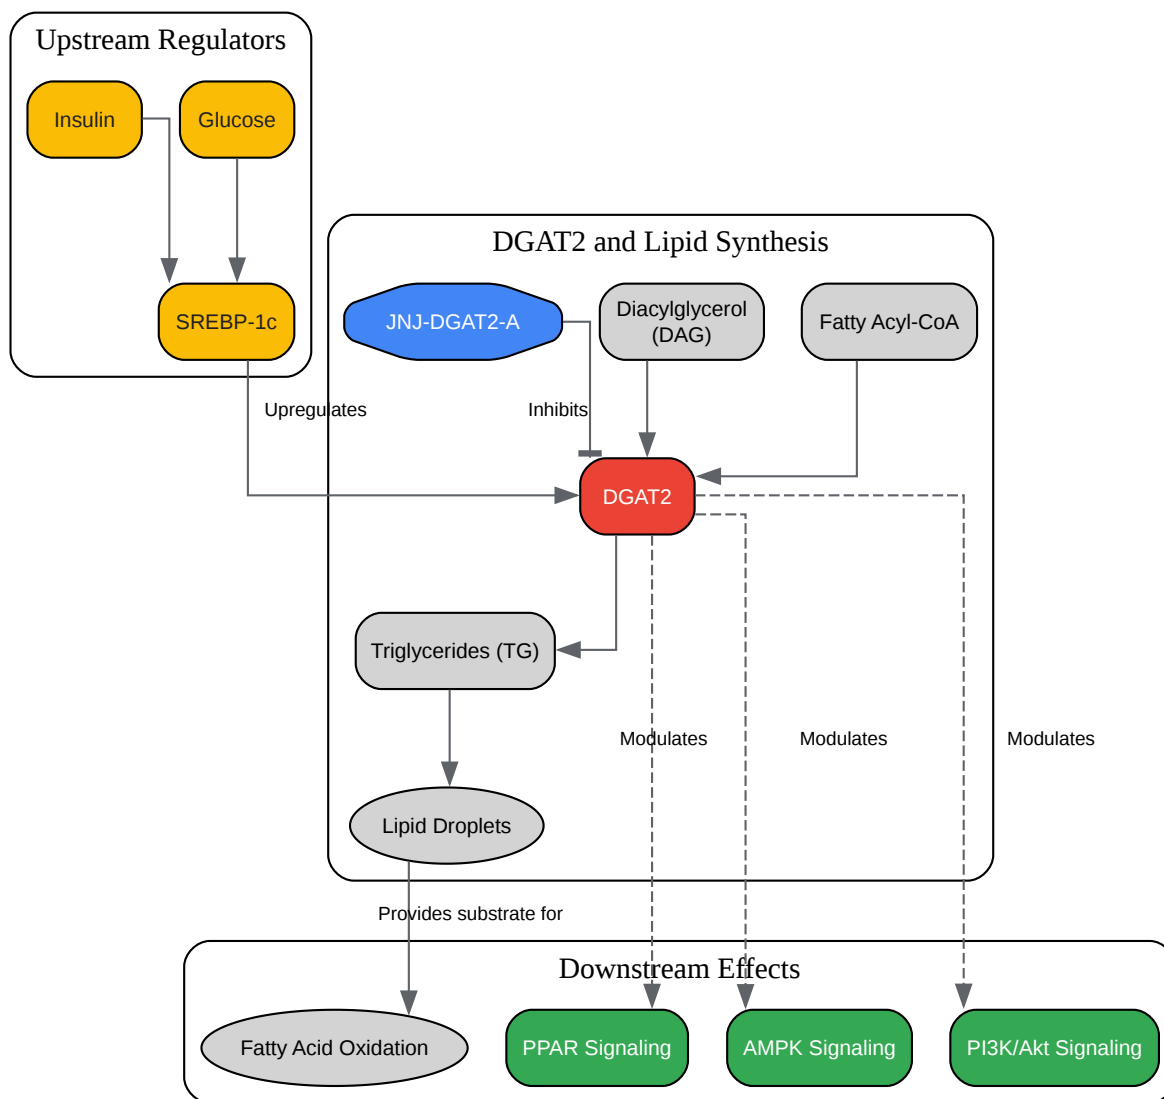 Upstream Regulators
Insulin
Glucose
SREBP-1c
DGAT2 and Lipid Synthesis
JNJ-DGAT2-A
Diacylglycerol
(DAG)
Fatty Acyl-CoA
Upregulates
Inhibits
DGAT2
Triglycerides (TG)
Modulates
Modulates
Modulates
Lipid Droplets
Provides substrate for
Downstream Effects
Fatty Acid Oxidation
PPAR Signaling
AMPK Signaling
PI3K/Akt Signaling